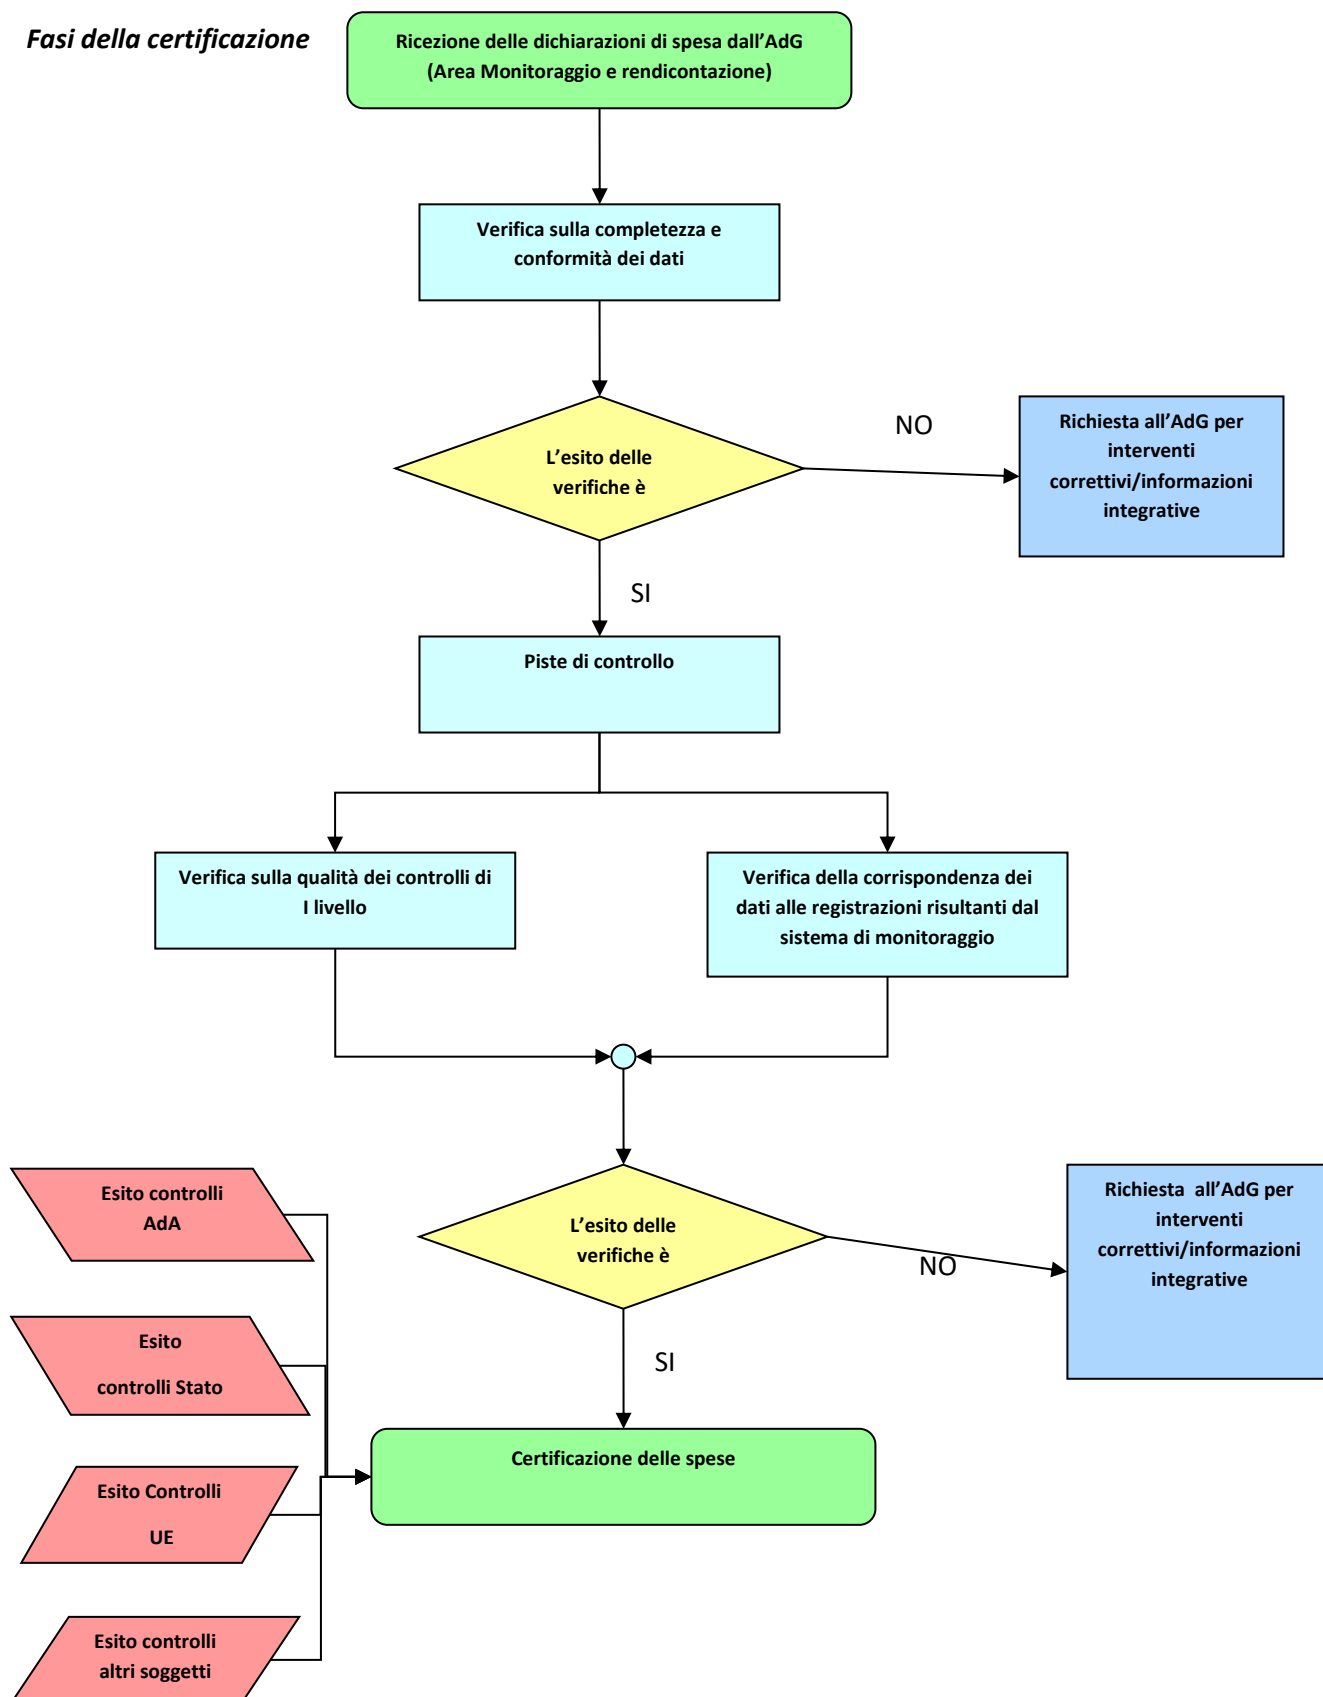 Fasi della certificazione
Ricezione delle dichiarazioni di spesa dall’AdG
(Area Monitoraggio e rendicontazione)
Verifica sulla completezza e
conformità dei dati
L’esito delle
verifiche è
NO
Richiesta all’AdG per
interventi
correttivi/informazioni
integrative
SI
Piste di controllo
Verifica sulla qualità dei controlli di
I livello
Verifica della corrispondenza dei
dati alle registrazioni risultanti dal
sistema di monitoraggio
L’esito delle
verifiche è
NO
Richiesta all’AdG per
interventi
correttivi/informazioni
integrative
SI
Esito controlli
AdA
Esito
controlli Stato
Esito Controlli
UE
Esito controlli
altri soggetti
Certificazione delle spese